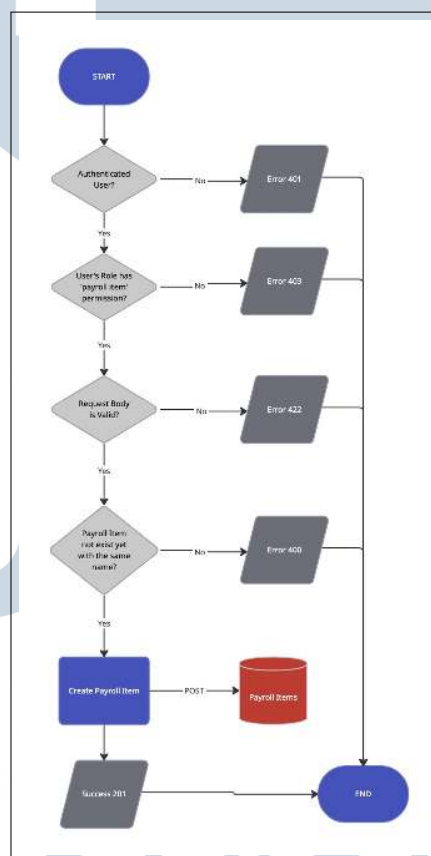 START
Authenticated
User?
No
Error 401
Yes
User's Role has
'payroll item'
permission?
No
Error 403
Yes
Request Body
is Valid?
No
Error 422
Yes
Payroll Item
not exist yet
with the same
name?
No
Error 400
Yes
Create Payroll Item
POST
Payroll Items
Success 201
END